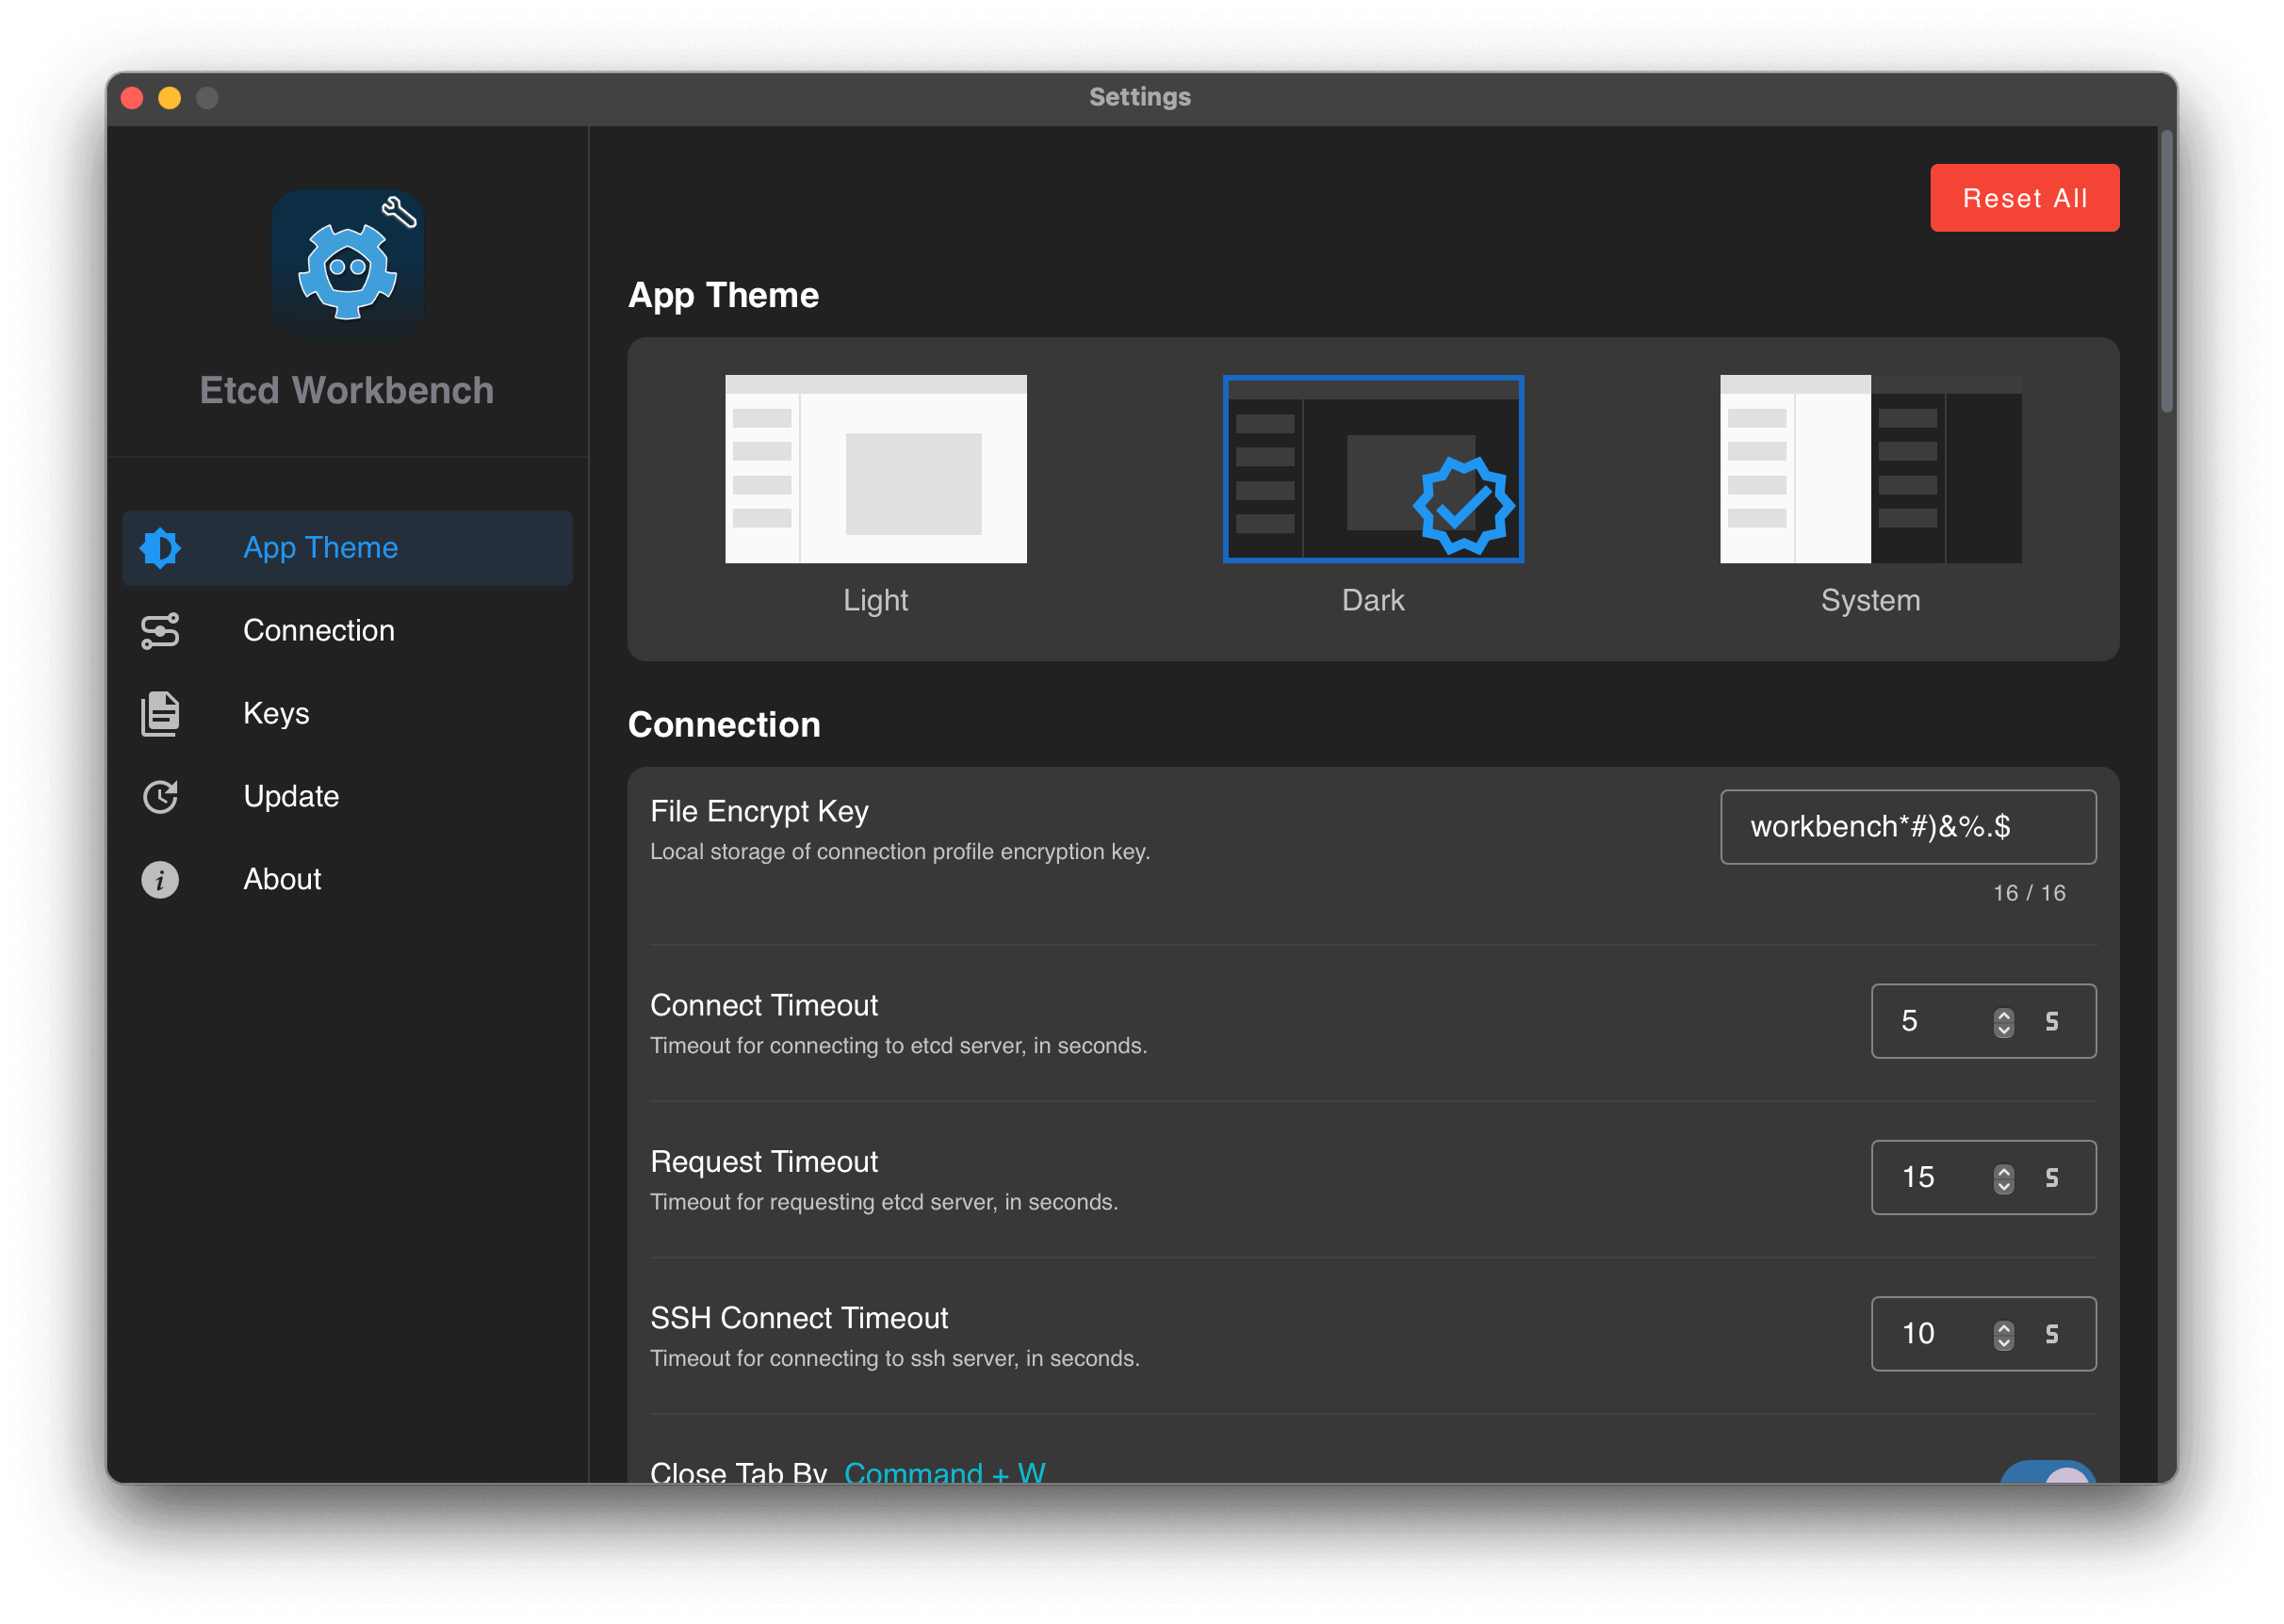 Settings
Etcd Workbench
App Theme
Connection
Keys
Update
About
Reset All
App Theme
Light
Dark
System
Connection
File Encrypt Key
Local storage of connection profile encryption key.
workbench*#)&%.$
16 / 16
Connect Timeout
Timeout for connecting to etcd server, in seconds.
5 S
Request Timeout
Timeout for requesting etcd server, in seconds.
15 S
SSH Connect Timeout
Timeout for connecting to ssh server, in seconds.
10 S
Close Tab By Command + W